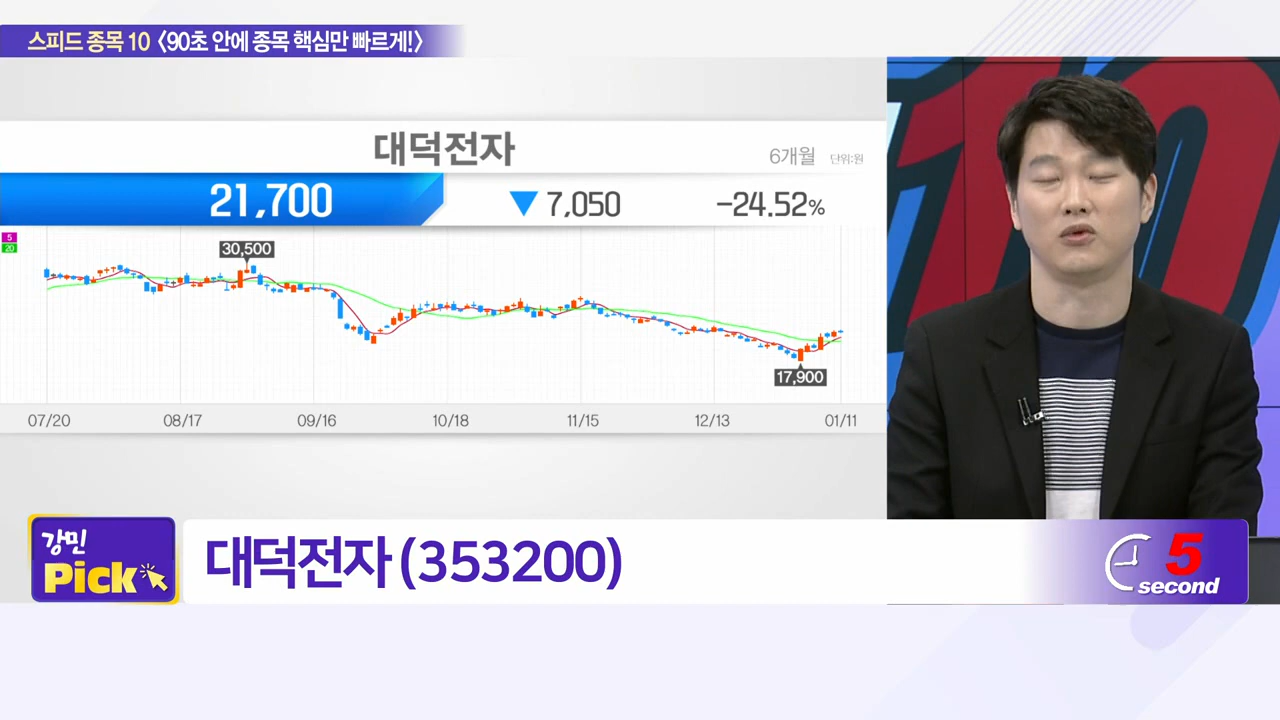 스피드 종목 10 <90초 안에 종목 핵심만 빠르게!>
대덕전자
6개월 단위:원
21,700 ▼ 7,050 -24.52%
5
20
30,500
17,900
07/20 08/17 09/16 10/18 11/15 12/13 01/11
10
강민
Pick
대덕전자 (353200)
5
second